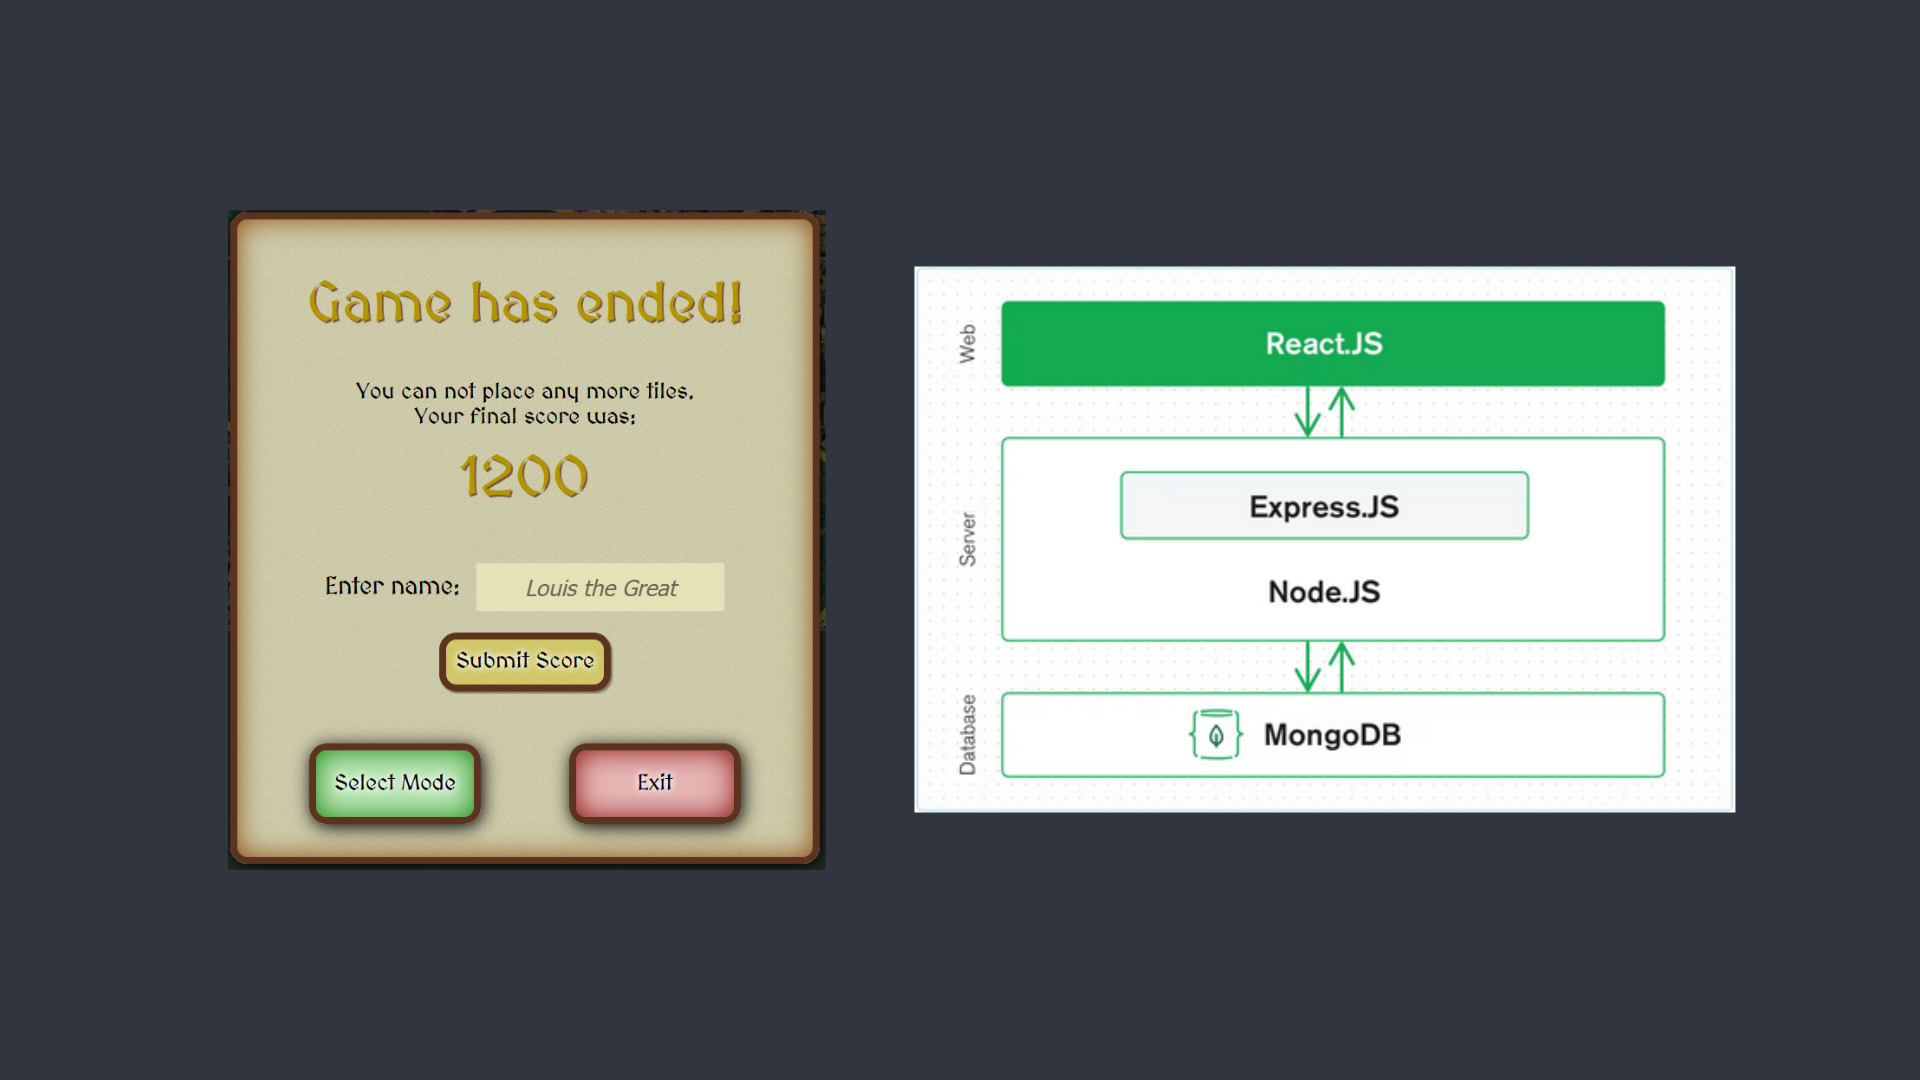 Game has ended!
You can not place any more tiles.
Your final score was:
1200
Enter name: Louis the Great
Submit Score
Select Mode
Exit
Web
React.JS
Server
Express.JS
Node.JS
Database
MongoDB